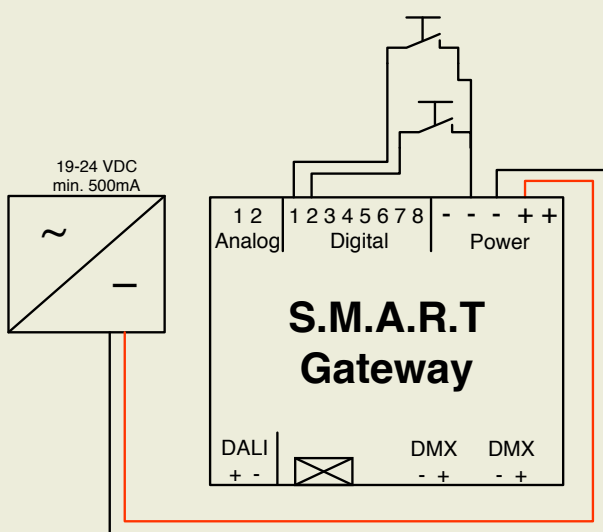 19-24 VDC
min. 500mA
~
–
1 2 1 2 3 4 5 6 7 8 - - - + +
Analog Digital Power
S.M.A.R.T
Gateway
DALI DMX DMX
+ - - + - +